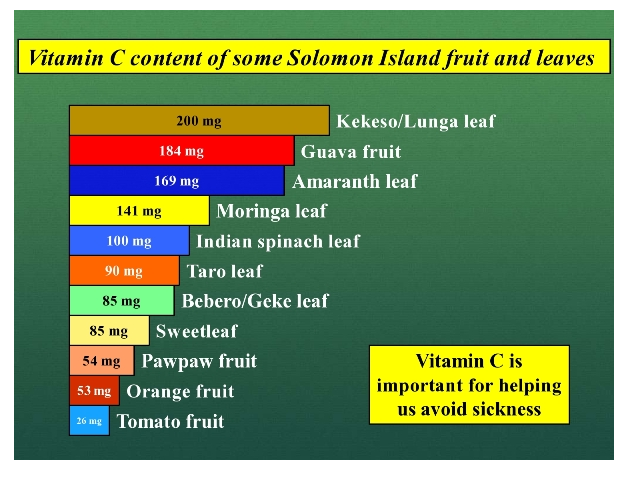 Vitamin C content of some Solomon Island fruit and leaves
200 mg Kekeso/Lunga leaf
184 mg Guava fruit
169 mg Amaranth leaf
141 mg Moringa leaf
100 mg Indian spinach leaf
90 mg Taro leaf
85 mg Bebero/Geke leaf
85 mg Sweetleaf
54 mg Pawpaw fruit
53 mg Orange fruit
26 mg Tomato fruit
Vitamin C is
important for helping
us avoid sickness